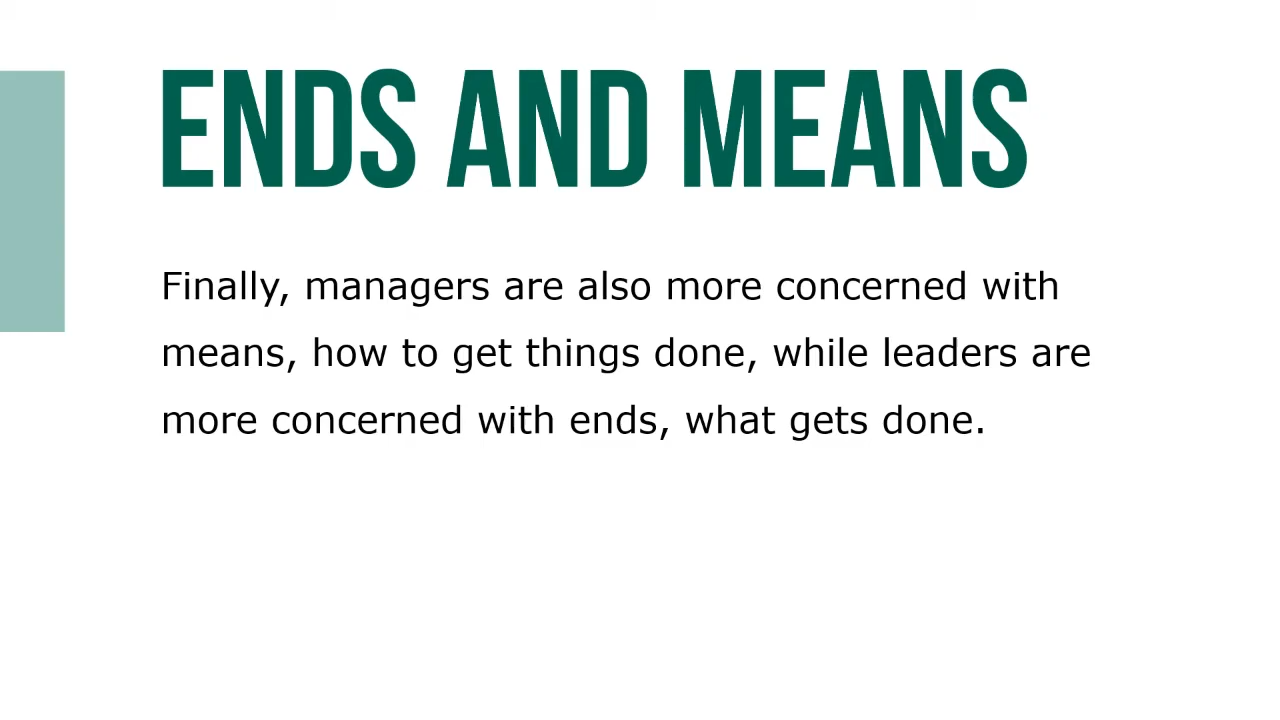 ENDS AND MEANS
Finally, managers are also more concerned with
means, how to get things done, while leaders are
more concerned with ends, what gets done.